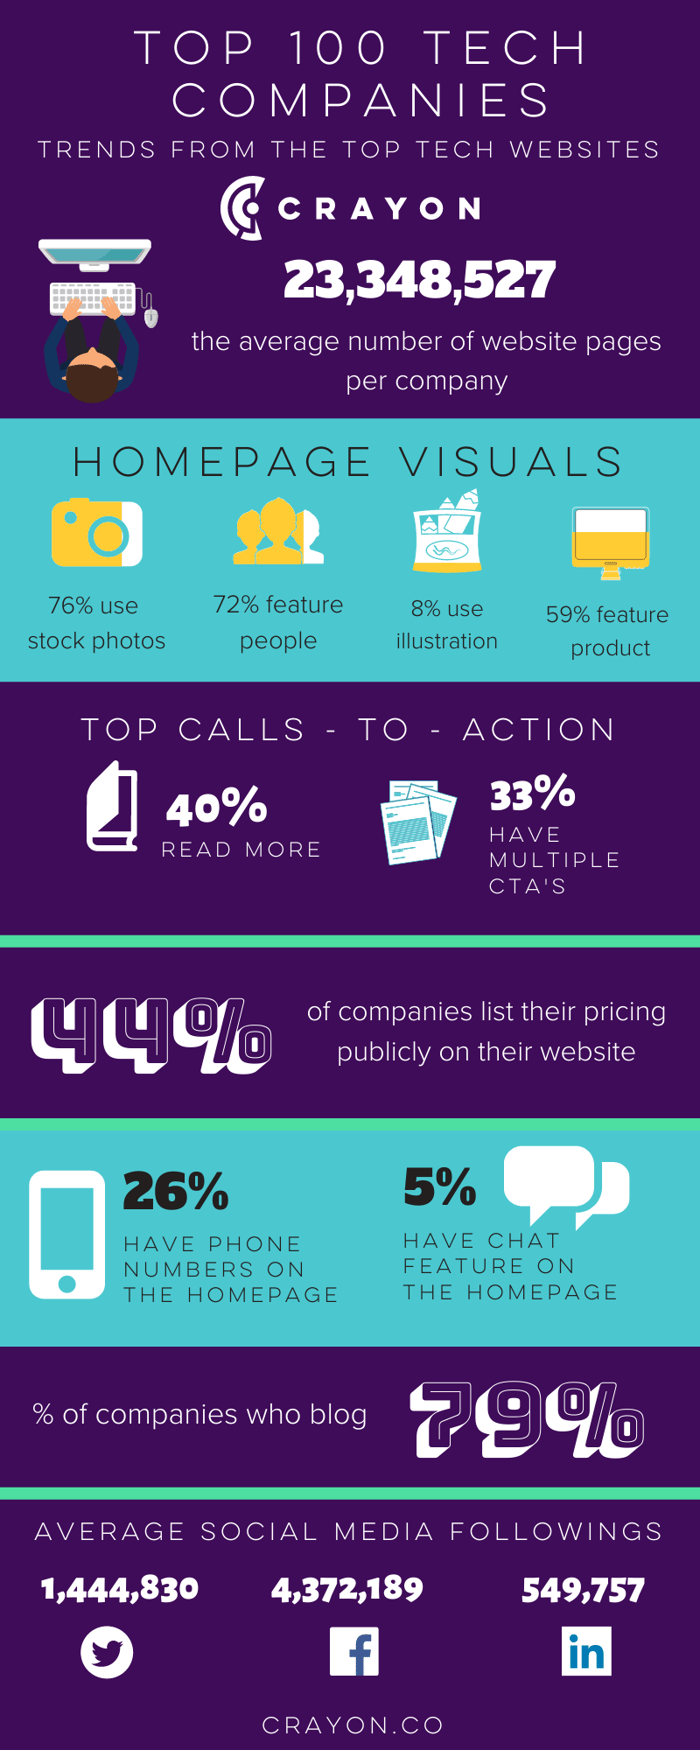 TOP 100 TECH
COMPANIES
TRENDS FROM THE TOP TECH WEBSITES
CRAYON
23,348,527
the average number of website pages
per company
HOMEPAGE VISUALS
76% use
stock photos
72% feature
people
8% use
illustration
59% feature
product
TOP CALLS - TO - ACTION
40%
READ MORE
33%
HAVE
MULTIPLE
CTA'S
44%
of companies list their pricing
publicly on their website
26%
HAVE PHONE
NUMBERS ON
THE HOMEPAGE
5%
HAVE CHAT
FEATURE ON
THE HOMEPAGE
% of companies who blog
79%
AVERAGE SOCIAL MEDIA FOLLOWINGS
1,444,830
4,372,189
549,757
in
CRAYON.CO